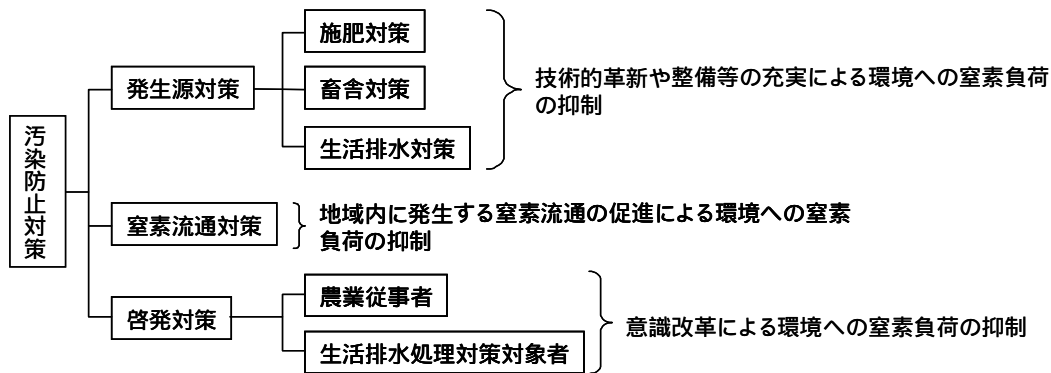 汚染防止対策
発生源対策
施肥対策
畜舎対策
生活排水対策
技術的革新や整備等の充実による環境への窒素負荷
の抑制
窒素流通対策
地域内に発生する窒素流通の促進による環境への窒素
負荷の抑制
啓発対策
農業従事者
生活排水処理対策対象者
意識改革による環境への窒素負荷の抑制